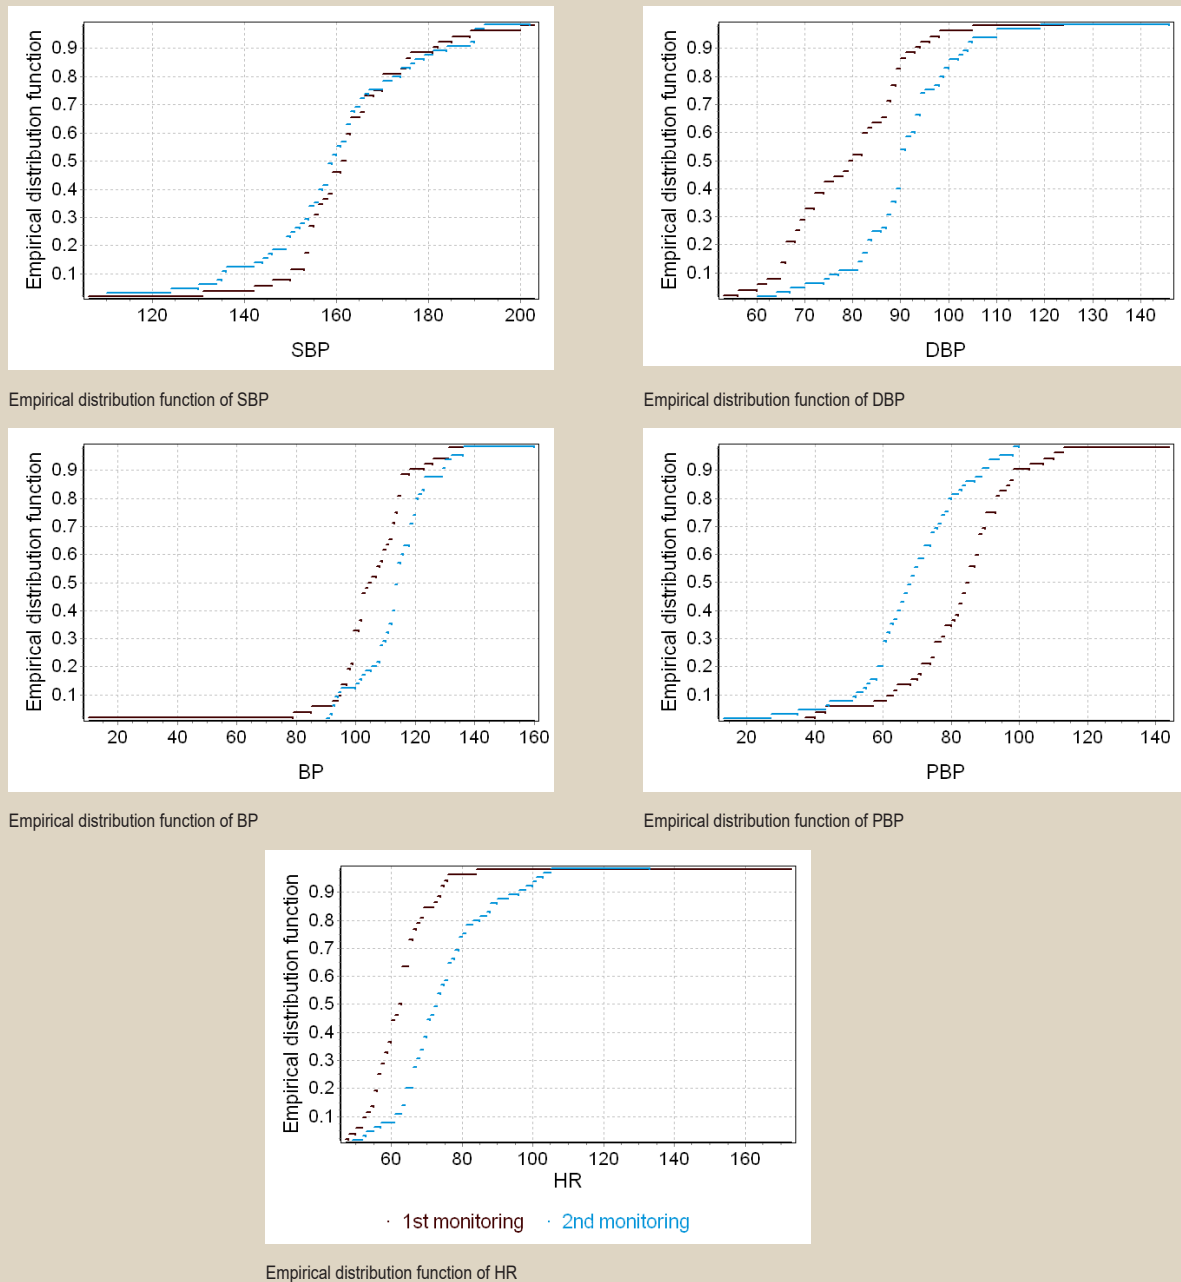 Empirical distribution function
0.9
0.8
0.7
0.6
0.5
0.4
0.3
0.2
0.1
120 140 160 180 200
SBP
Empirical distribution function of SBP
Empirical distribution function
0.9
0.8
0.7
0.6
0.5
0.4
0.3
0.2
0.1
60 70 80 90 100 110 120 130 140
DBP
Empirical distribution function of DBP
Empirical distribution function
0.9
0.8
0.7
0.6
0.5
0.4
0.3
0.2
0.1
20 40 60 80 100 120 140 160
BP
Empirical distribution function of BP
Empirical distribution function
0.9
0.8
0.7
0.6
0.5
0.4
0.3
0.2
0.1
20 40 60 80 100 120 140
PBP
Empirical distribution function of PBP
Empirical distribution function
0.9
0.8
0.7
0.6
0.5
0.4
0.3
0.2
0.1
60 80 100 120 140 160
HR
1st monitoring 2nd monitoring
Empirical distribution function of HR